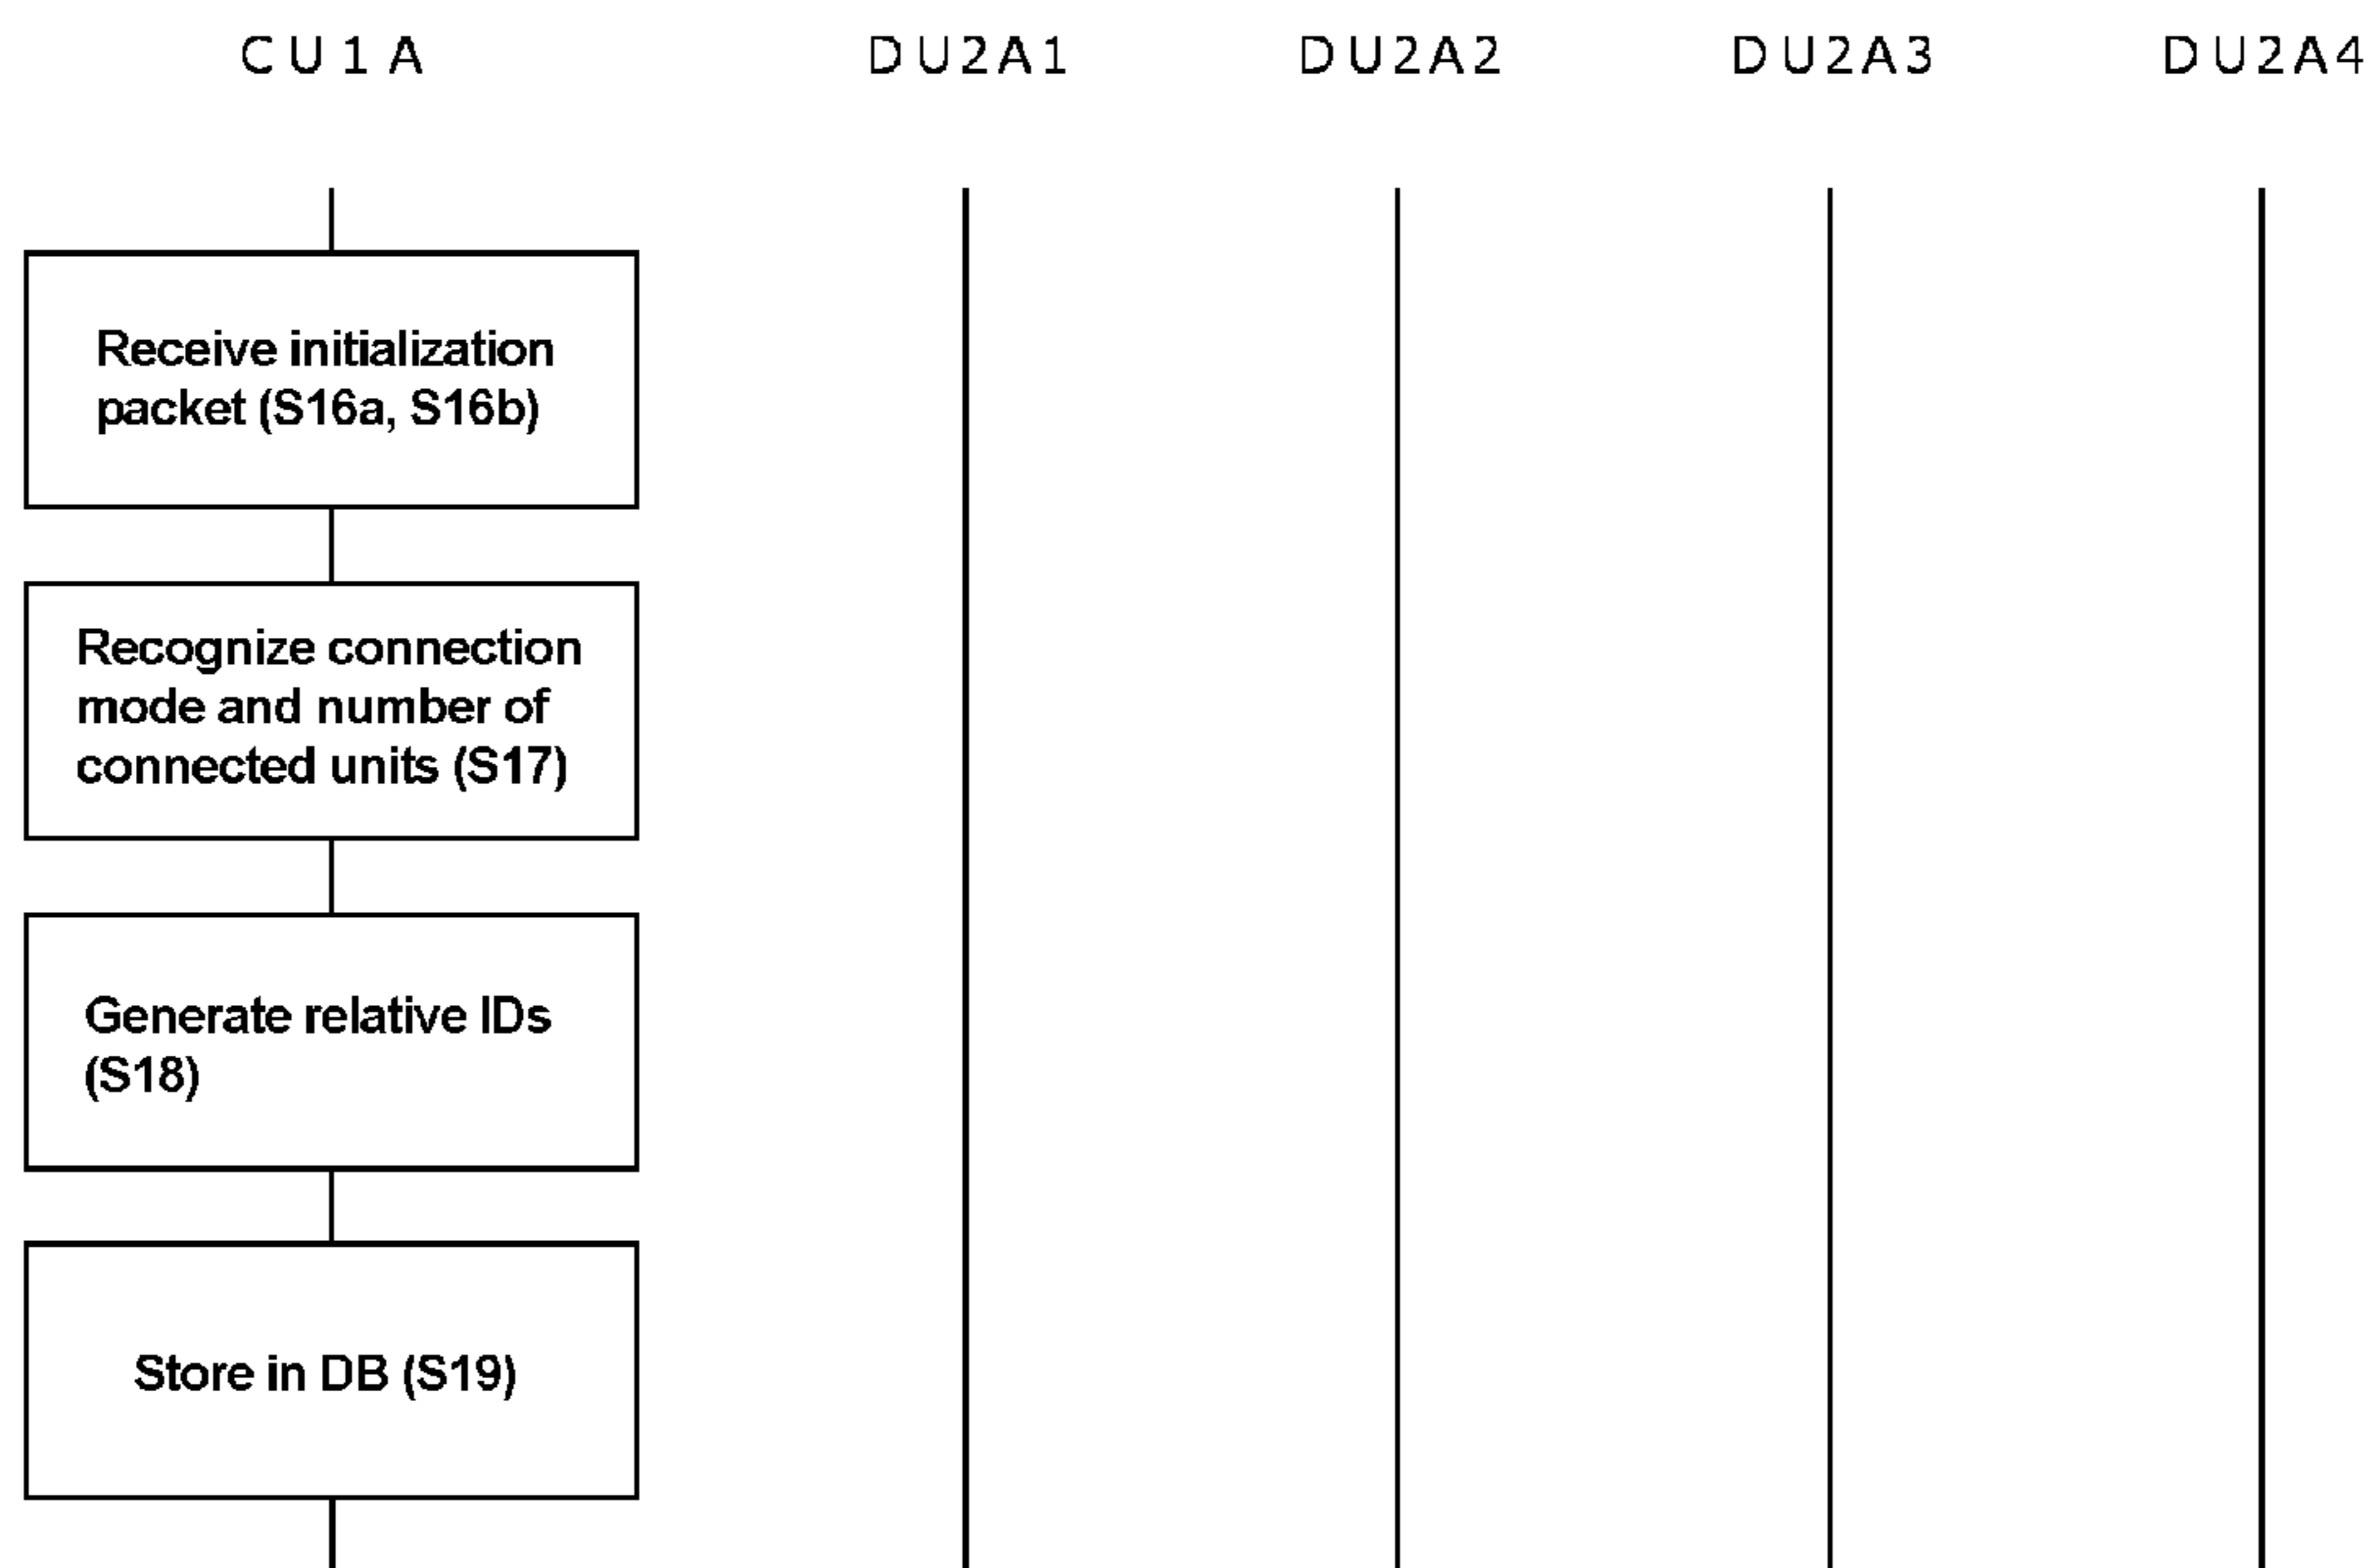 CU1A DU2A1 DU2A2 DU2A3 DU2A4
Receive initialization
packet (S16a, S16b)
Recognize connection
mode and number of
connected units (S17)
Generate relative IDs
(S18)
Store in DB (S19)